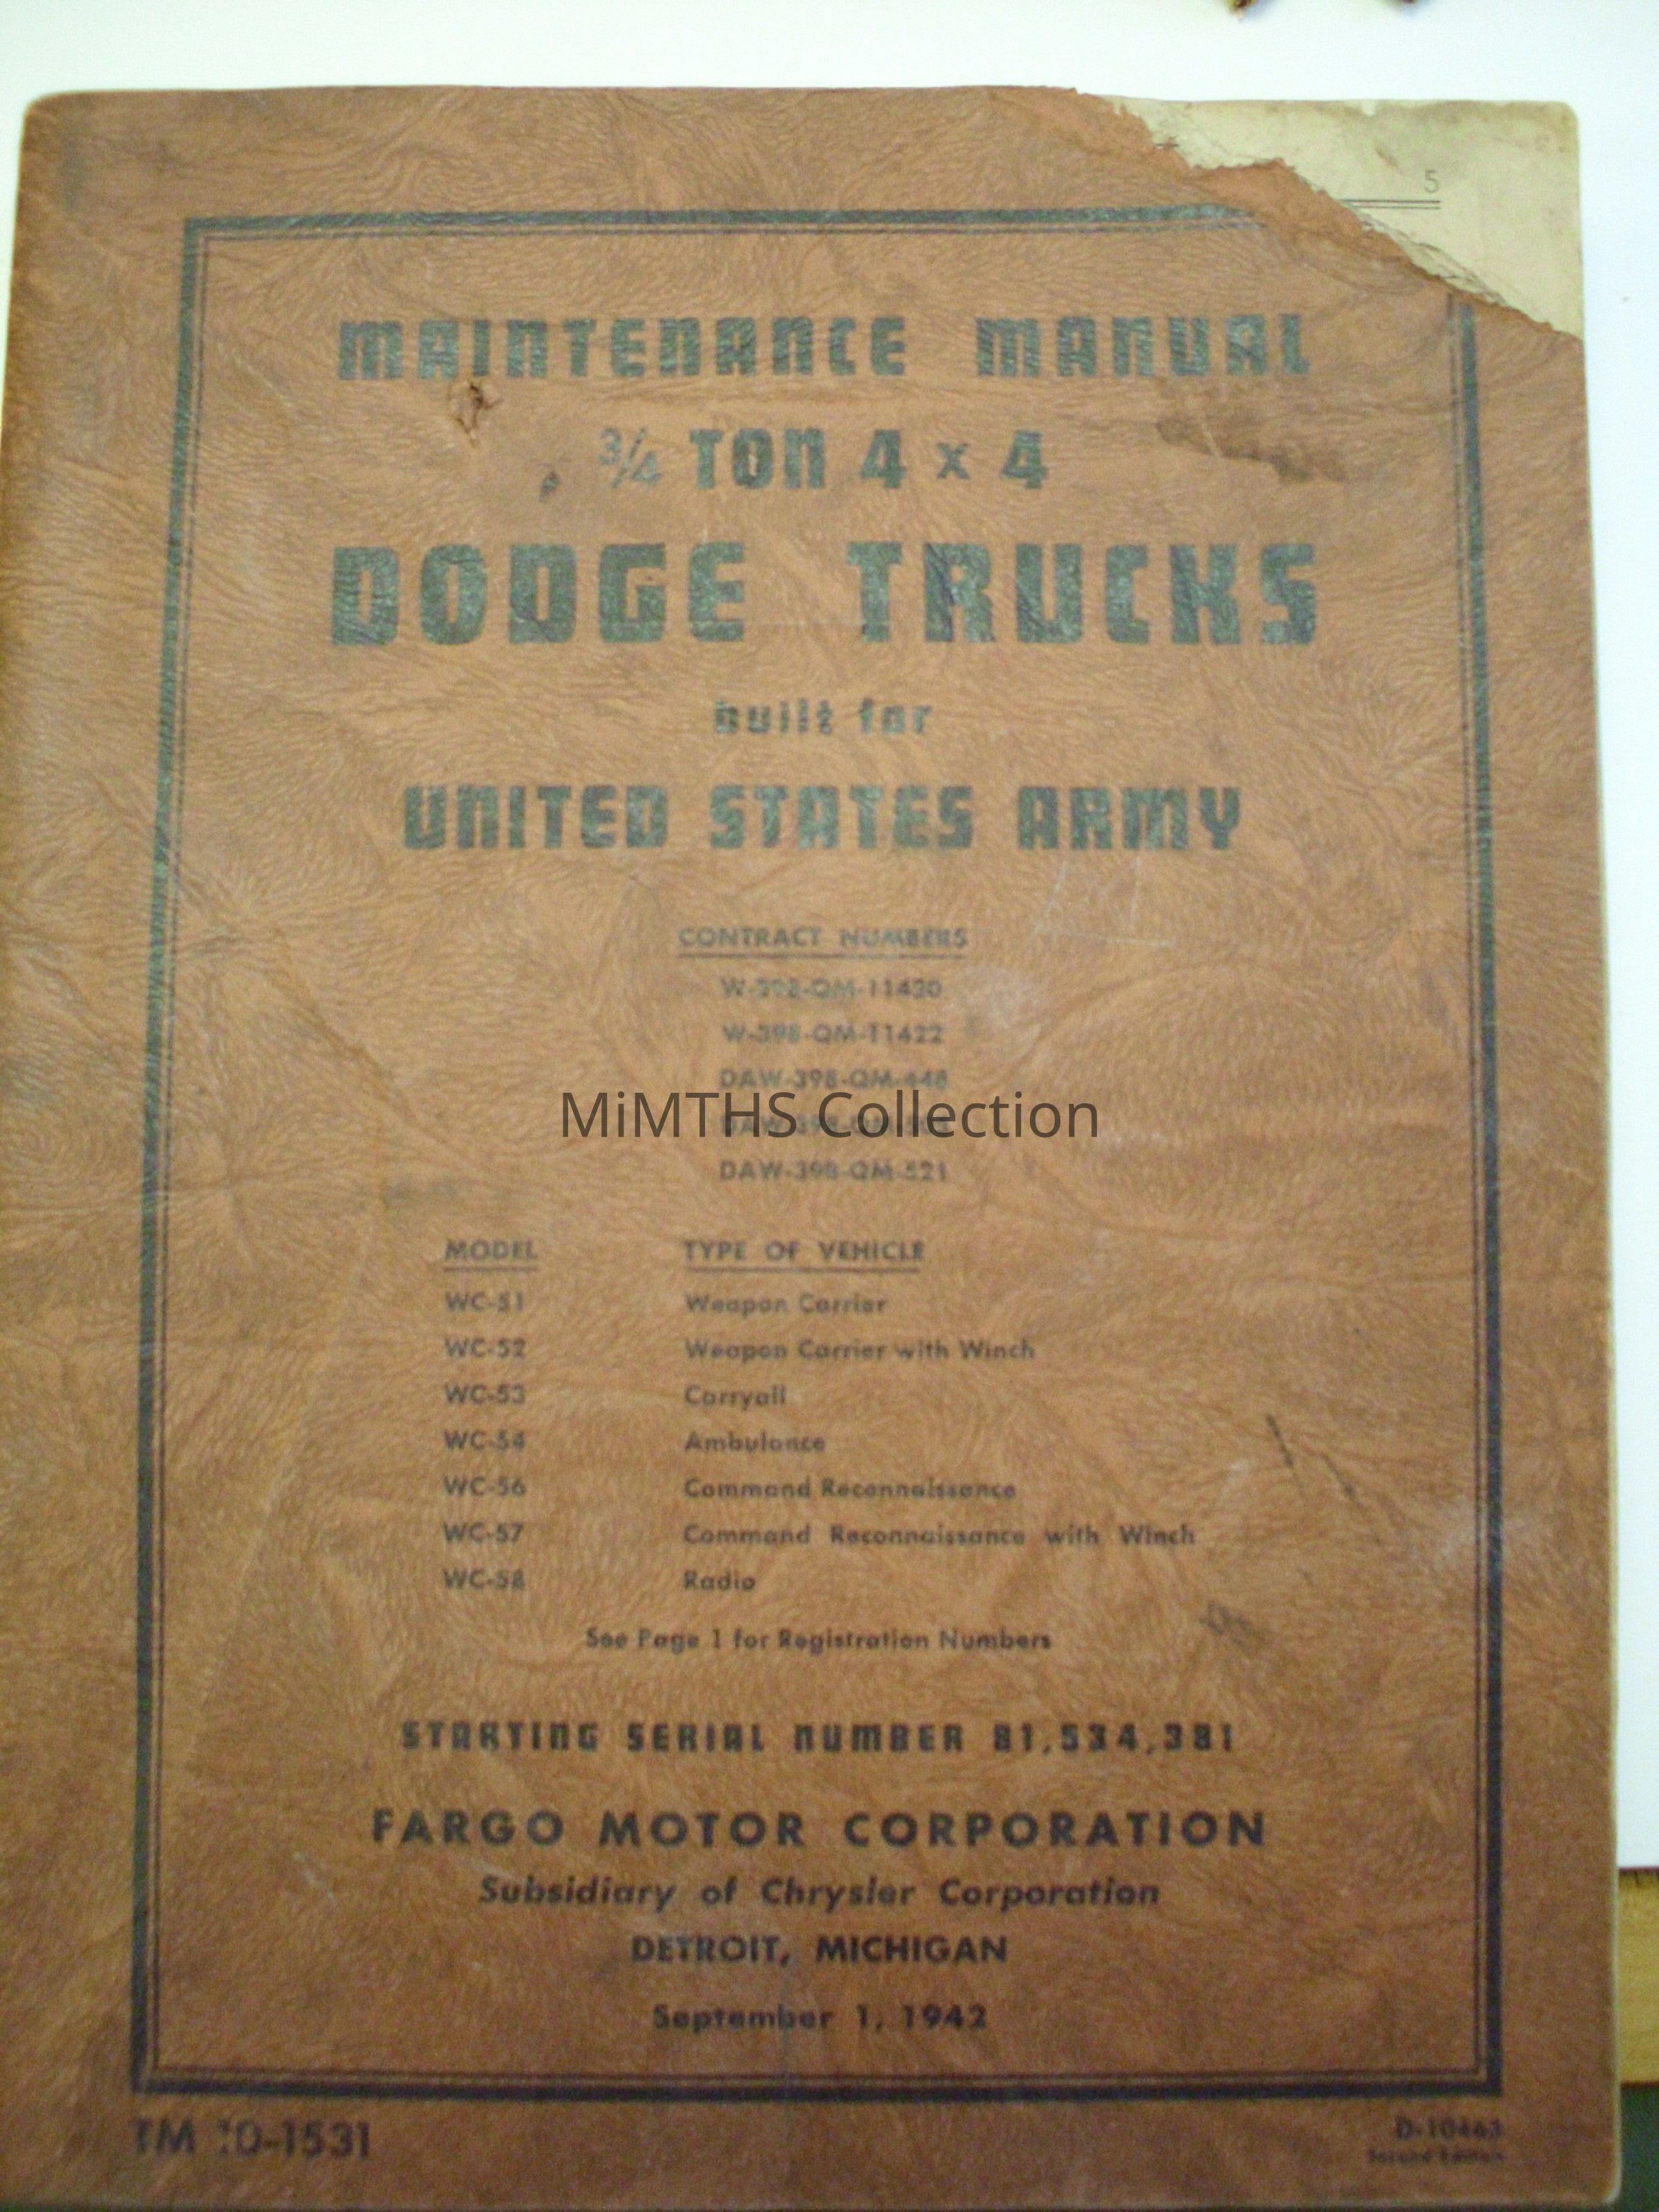 5
MAINTENANCE MANUAL
3/4 TON 4 x 4
DODGE TRUCKS
built for
UNITED STATES ARMY
CONTRACT NUMBERS
W-398-QM-11420
W-398-QM-11422
DAW-398-QM-448
MiMTHS Collection
DAW-398-QM-521
MODEL TYPE OF VEHICLE
WC-51 Weapon Carrier
WC-52 Weapon Carrier with Winch
WC-53 Carryall
WC-54 Ambulance
WC-56 Command Reconnaissance
WC-57 Command Reconnaissance with Winch
WC-58 Radio
See Page 1 for Registration Numbers
STARTING SERIAL NUMBER 81,534,381
FARGO MOTOR CORPORATION
Subsidiary of Chrysler Corporation
DETROIT, MICHIGAN
September 1, 1942
TM 10-1531
D-10463
Second Edition